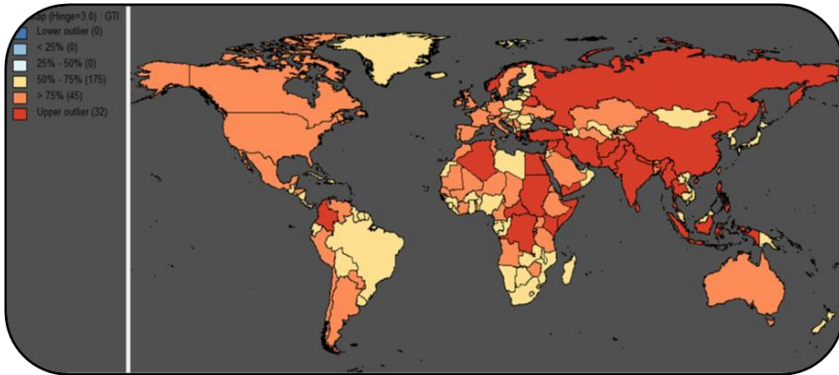 ap (Hinge=3.0) : GTI
Lower outlier (0)
< 25% (0)
25% - 50% (0)
50% - 75% (175)
> 75% (45)
Upper outlier (32)